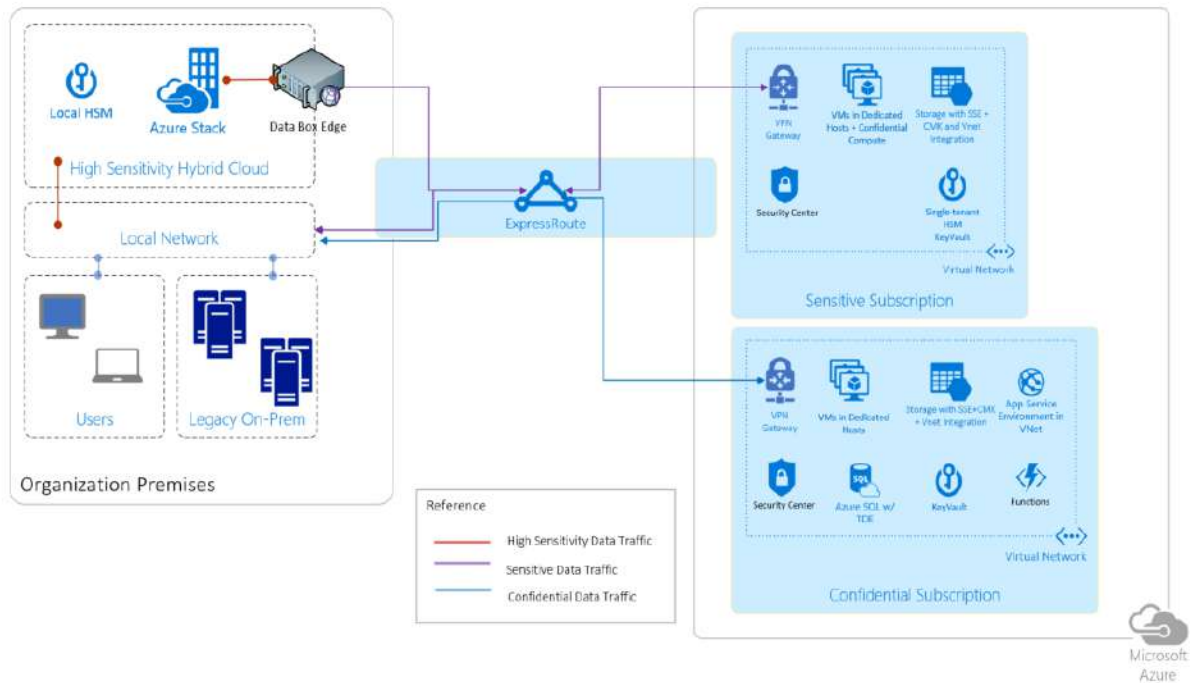 Local HSM
Azure Stack
Data Box Edge
High Sensitivity Hybrid Cloud
Local Network
Users
Legacy On-Prem
Organization Premises
ExpressRoute
Reference
High Sensitivity Data Traffic
Sensitive Data Traffic
Confidential Data Traffic
VPN
Gateway
VMs in Dedicated
Hosts + Confidential
Compute
Storage with SSE +
CMK and Vnet
Integration
Security Center
Single-tenant
HSM
KeyVault
Virtual Network
Sensitive Subscription
VPN
Gateway
VMs in Dedicated
Hosts
Storage with SSE+CMK
+ Vnet Integration
App Service
Environment in
VNet
Security Center
SQL
Azure SQL w/
TDE
KeyVault
Functions
Virtual Network
Confidential Subscription
Microsoft
Azure